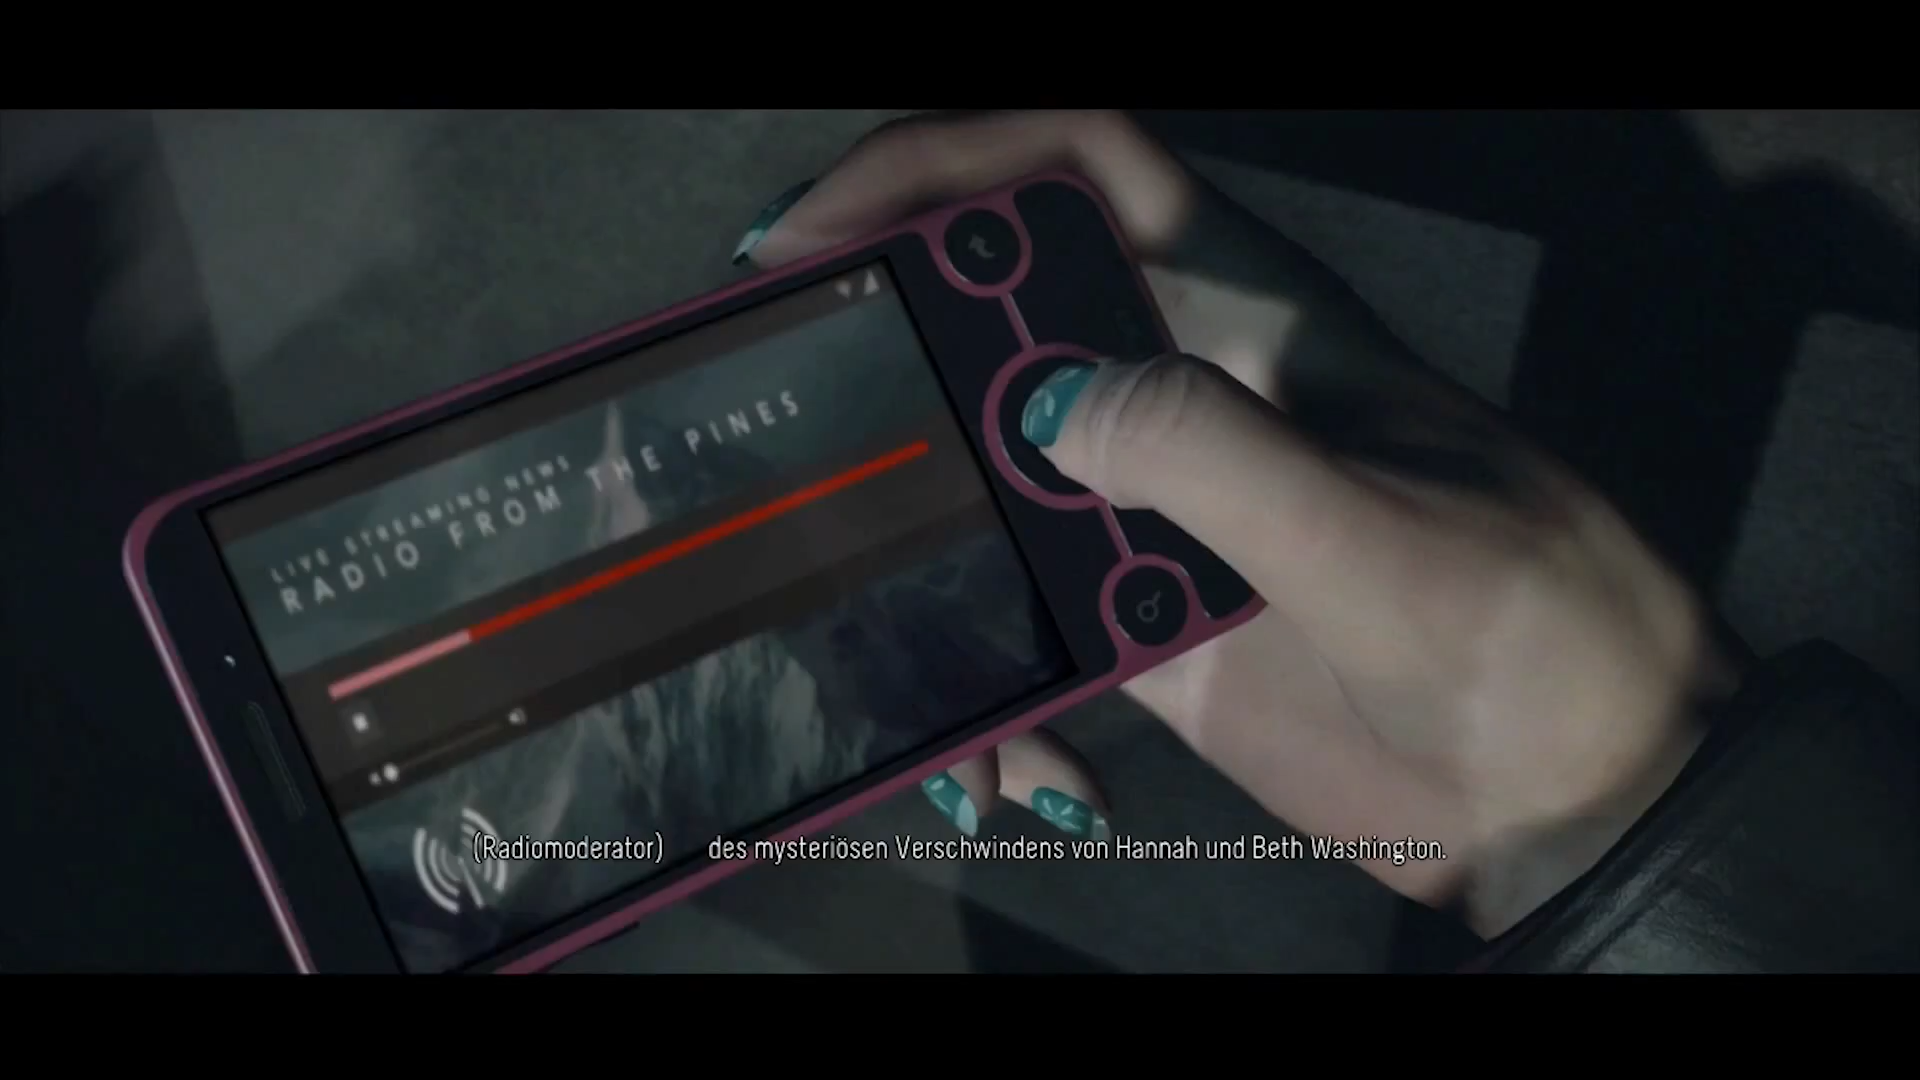 LIVE STREAMING NEWS
RADIO FROM THE PINES
(Radiomoderator) des mysteriösen Verschwindens von Hannah und Beth Washington.